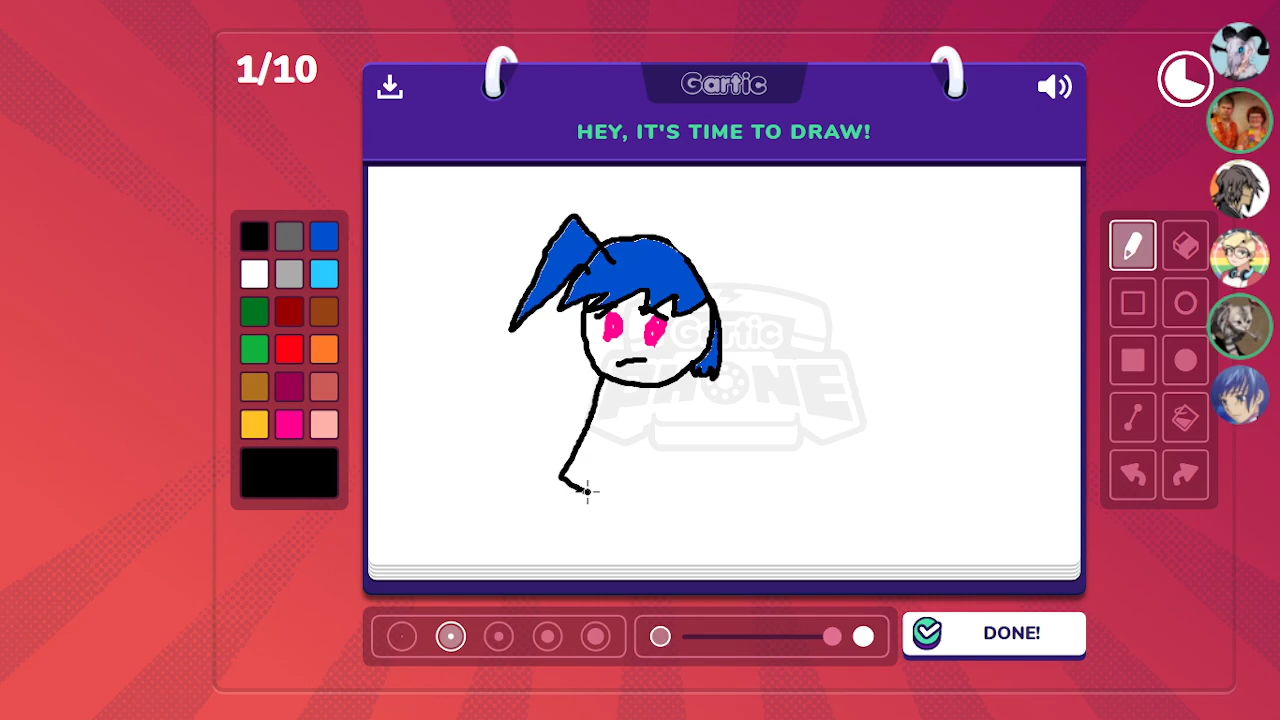 1/10
Gartic
HEY, IT'S TIME TO DRAW!
Gartic
PHONE
DONE!